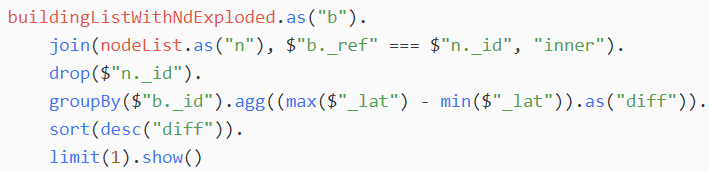 buildingListWithNdExploded.as("b").
    join(nodeList.as("n"), $"b._ref" === $"n._id", "inner").
    drop($"n._id").
    groupBy($"b._id").agg((max($"_lat") - min($"_lat")).as("diff")).
    sort(desc("diff")).
    limit(1).show()